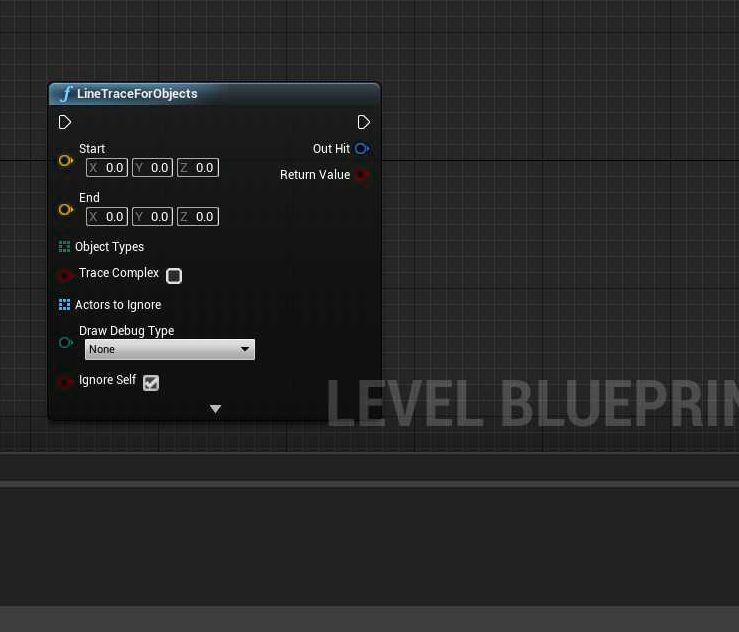 LineTraceForObjects
Start
X 0.0 Y 0.0 Z 0.0
Out Hit
Return Value
End
X 0.0 Y 0.0 Z 0.0
Object Types
Trace Complex
Actors to Ignore
Draw Debug Type
None
Ignore Self
LEVEL BLUEPRIN